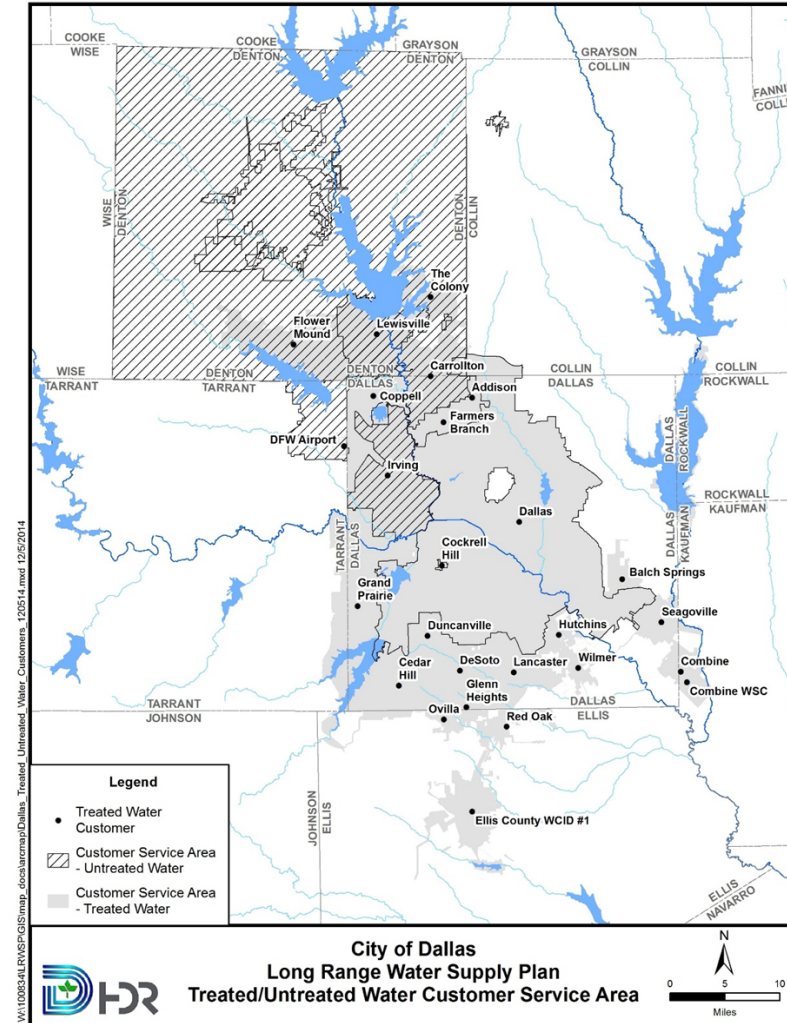 COOKE
WISE
COOKE
DENTON
GRAYSON
DENTON
GRAYSON
COLLIN
FANNI
COLLI
WISE
DENTON
DENTON
COLLIN
The
Colony
Flower
Mound
Lewisville
WISE
TARRANT
DENTON
TARRANT
DENTON
DALLAS
Carrollton
Coppell
Addison
COLLIN
DALLAS
COLLIN
ROCKWALL
Farmers
Branch
DFW Airport
DALLAS
ROCKWALL
Irving
Dallas
ROCKWALL
KAUFMAN
TARRANT
DALLAS
DALLAS
KAUFMAN
Cockrell
Hill
Balch Springs
Grand
Prairie
Seagoville
Duncanville
Hutchins
Cedar
Hill
DeSoto
Lancaster
Wilmer
Combine
Combine WSC
Glenn
Heights
TARRANT
JOHNSON
Ovilla
Red Oak
DALLAS
ELLIS
JOHNSON
ELLIS
Ellis County WCID #1
ELLIS
NAVARRO
Legend
Treated Water
Customer
Customer Service Area
- Untreated Water
Customer Service Area
- Treated Water
W:\100834\LRWSP\GIS\map_docs\arcmap\Dallas_Treated_Untreated_Water_Customers_120514.mxd 12/5/2014
HDR
City of Dallas
Long Range Water Supply Plan
Treated/Untreated Water Customer Service Area
N
0 5 10
Miles